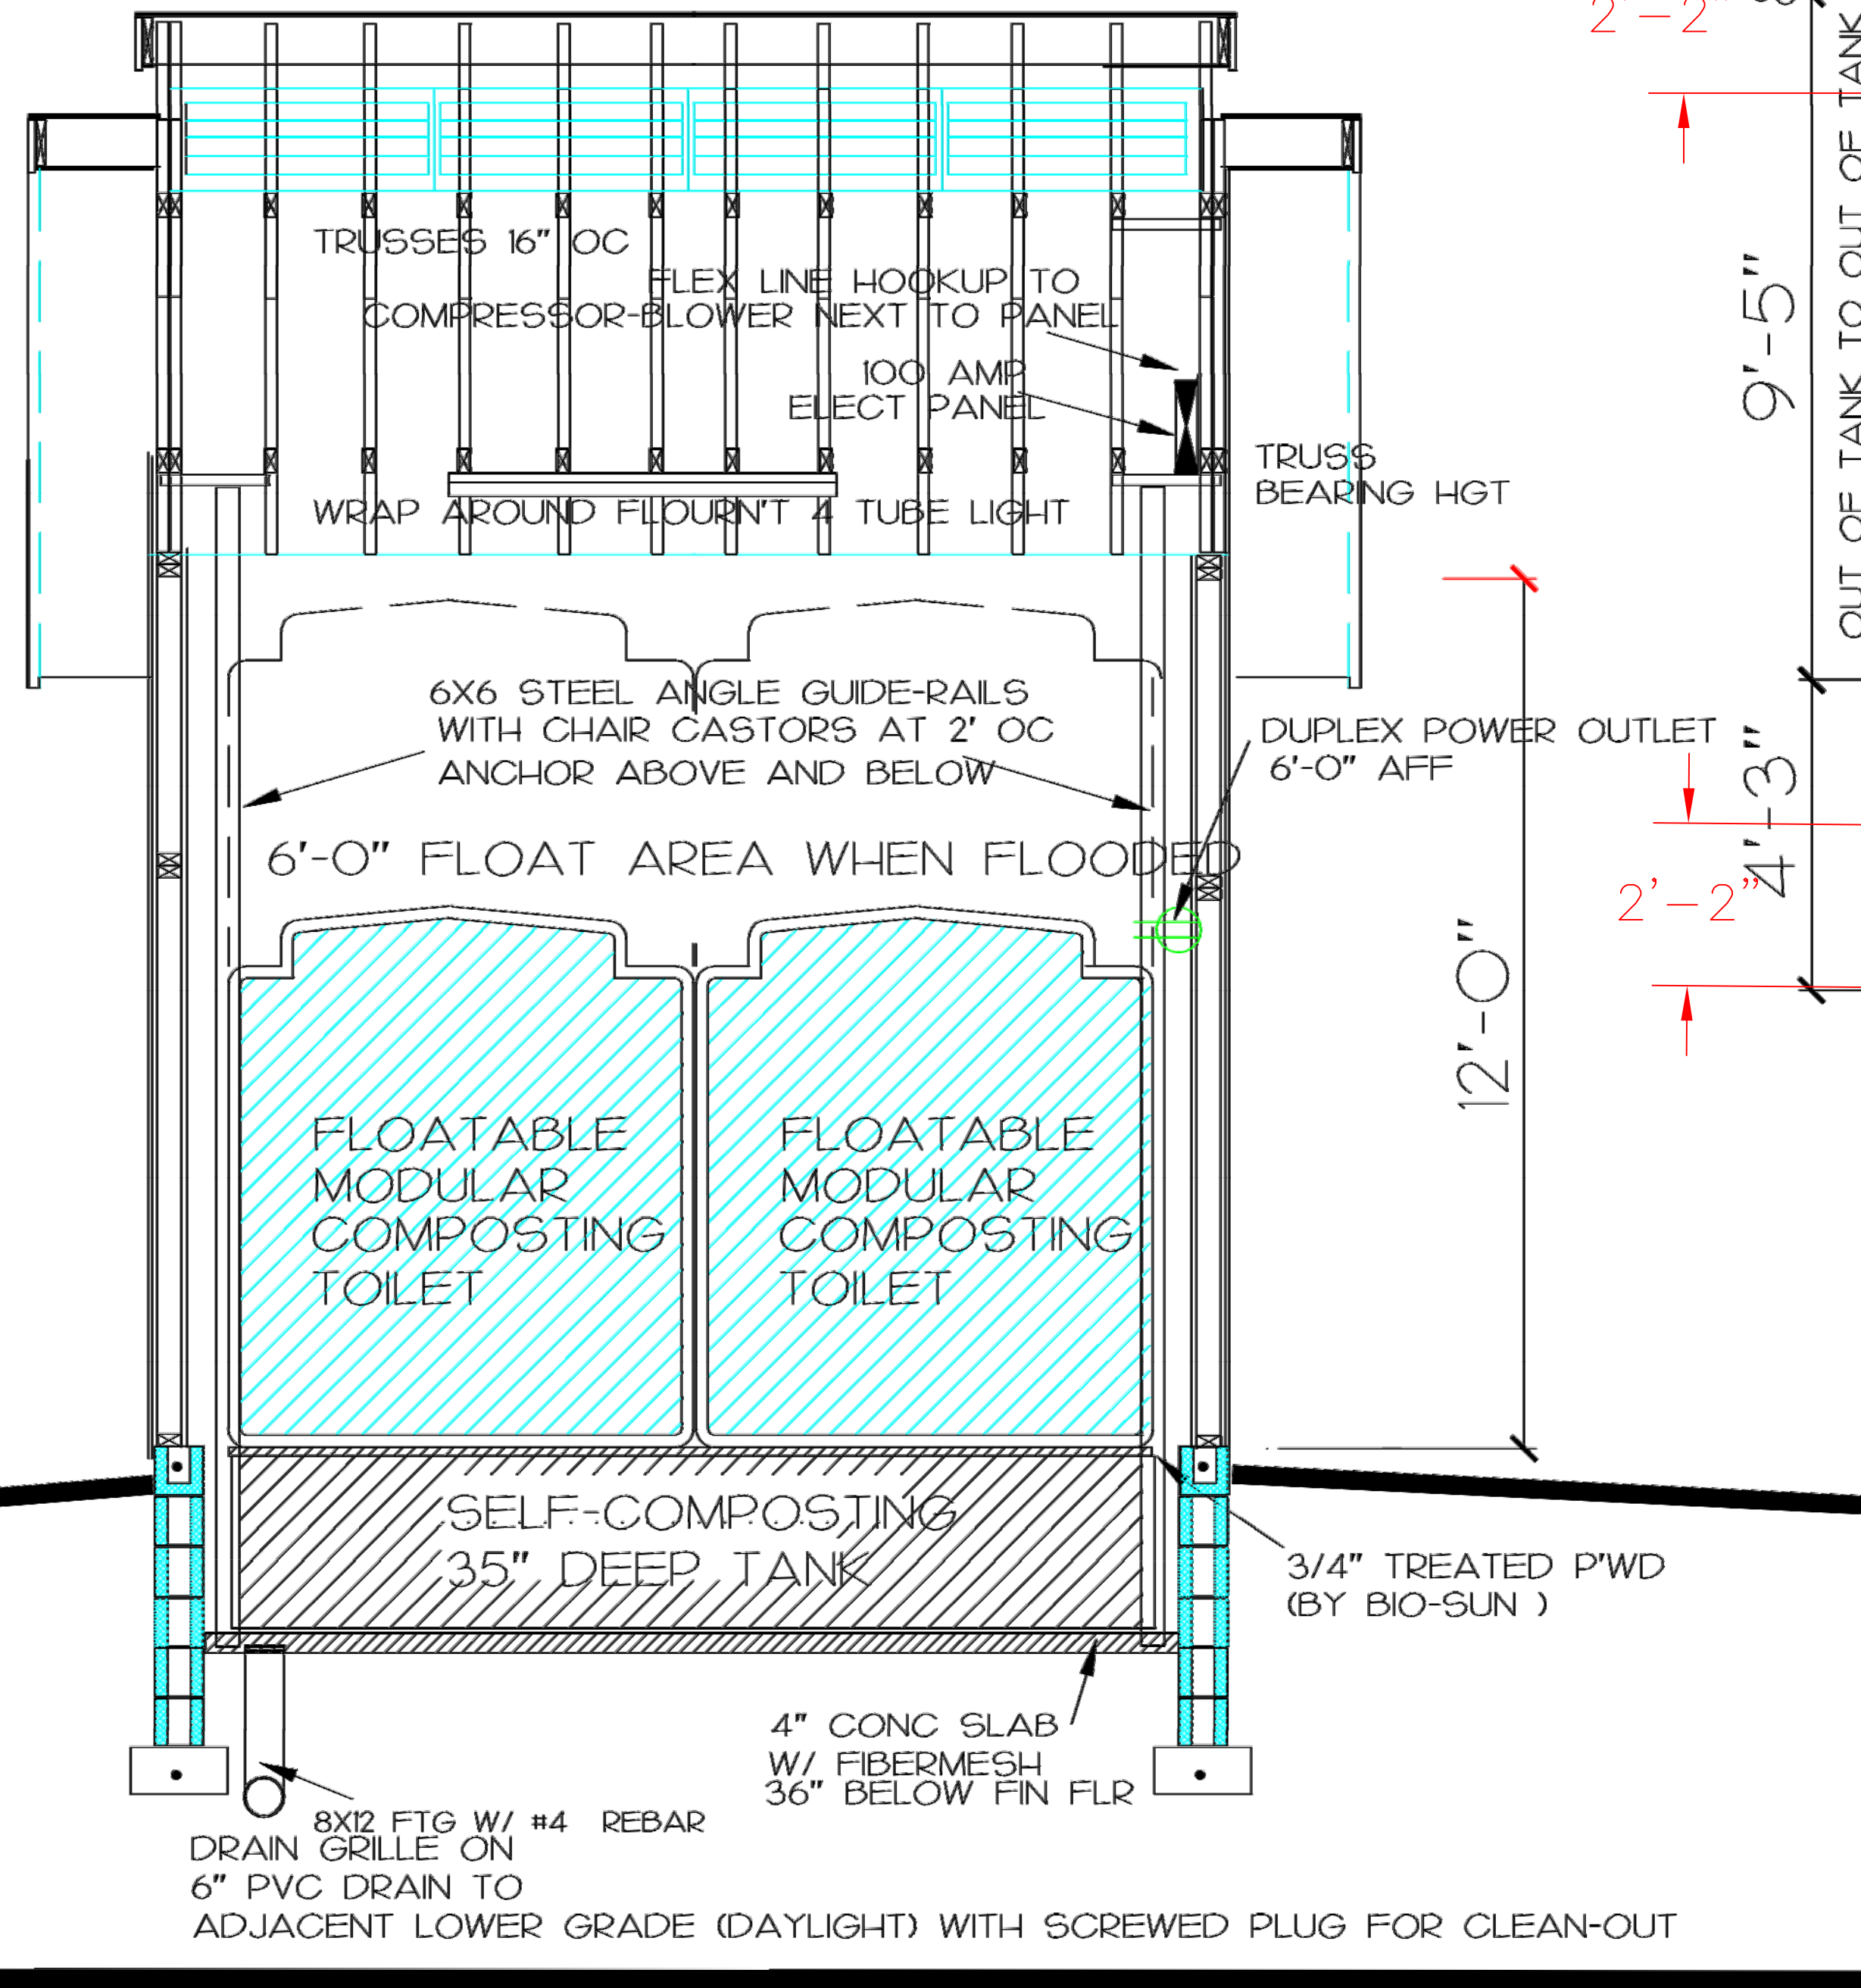 2'-2"
TRUSSES 16" OC
FLEX LINE HOOKUP TO
COMPRESSOR-BLOWER NEXT TO PANEL
100 AMP
ELECT PANEL
TRUSS
BEARING HGT
WRAP AROUND FLOURN'T 4 TUBE LIGHT
9'-5"
OUT OF TANK TO OUT OF TANK
6X6 STEEL ANGLE GUIDE-RAILS
WITH CHAIR CASTORS AT 2' OC
ANCHOR ABOVE AND BELOW
DUPLEX POWER OUTLET
6'-0" AFF
4'-3"
6'-0" FLOAT AREA WHEN FLOODED
2'-2"
12'-0"
FLOATABLE
MODULAR
COMPOSTING
TOILET
FLOATABLE
MODULAR
COMPOSTING
TOILET
SELF-COMPOSTING
35" DEEP TANK
3/4" TREATED P'WD
(BY BIO-SUN )
4" CONC SLAB
W/ FIBERMESH
36" BELOW FIN FLR
8X12 FTG W/ #4 REBAR
DRAIN GRILLE ON
6" PVC DRAIN TO
ADJACENT LOWER GRADE (DAYLIGHT) WITH SCREWED PLUG FOR CLEAN-OUT